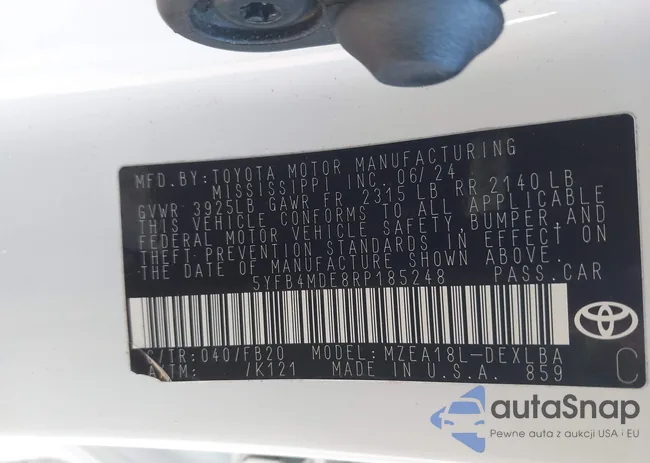 MFD.BY:TOYOTA MOTOR MANUFACTURING
MISSISSIPPI INC. 06/24
GVWR 3925LB GAWR FR 2315 LB RR 2140 LB
THIS VEHICLE CONFORMS TO ALL APPLICABLE
FEDERAL MOTOR VEHICLE SAFETY, BUMPER, AND
THEFT PREVENTION STANDARDS IN EFFECT ON
THE DATE OF MANUFACTURE SHOWN ABOVE.
5YFB4MDE8RP185248 PASS.CAR
C/TR:040/FB20 MODEL:MZEA18L-DEXLBA
A/TM: /K121 MADE IN U.S.A. 859
C
autaSnap
Pewne auta z aukcji USA i EU